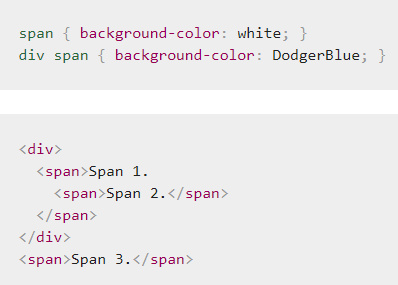 span { background-color: white; }
div span { background-color: DodgerBlue; }
<div>
  <span>Span 1.
    <span>Span 2.</span>
  </span>
</div>
<span>Span 3.</span>